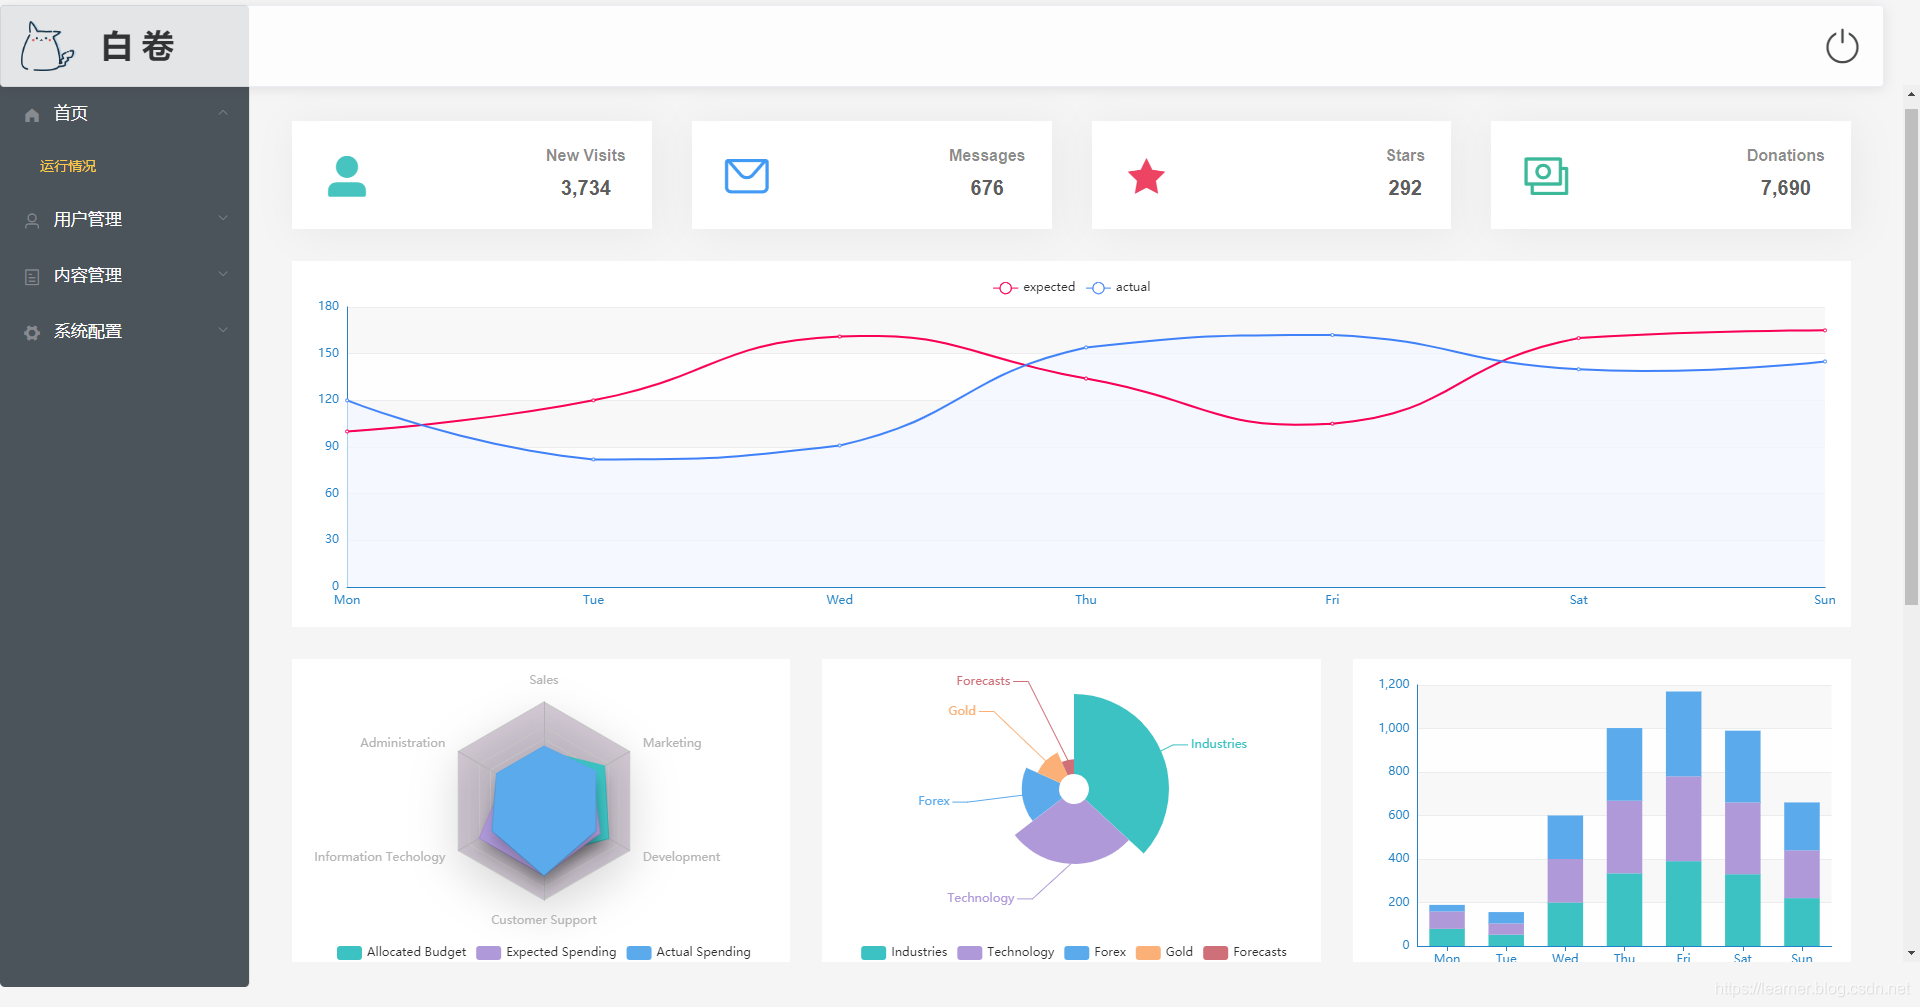 白卷
首页
运行情况
用户管理
内容管理
系统配置
New Visits
3,734
Messages
676
Stars
292
Donations
7,690
expected
actual
180
150
120
90
60
30
0
Mon Tue Wed Thu Fri Sat Sun
Sales
Administration
Marketing
Information Techology
Development
Customer Support
Allocated Budget Expected Spending Actual Spending
Forecasts
Gold
Industries
Forex
Technology
Industries Technology Forex Gold Forecasts
1,200
1,000
800
600
400
200
0
Mon Tue Wed Thu Fri Sat Sun
https://learner.blog.csdn.net